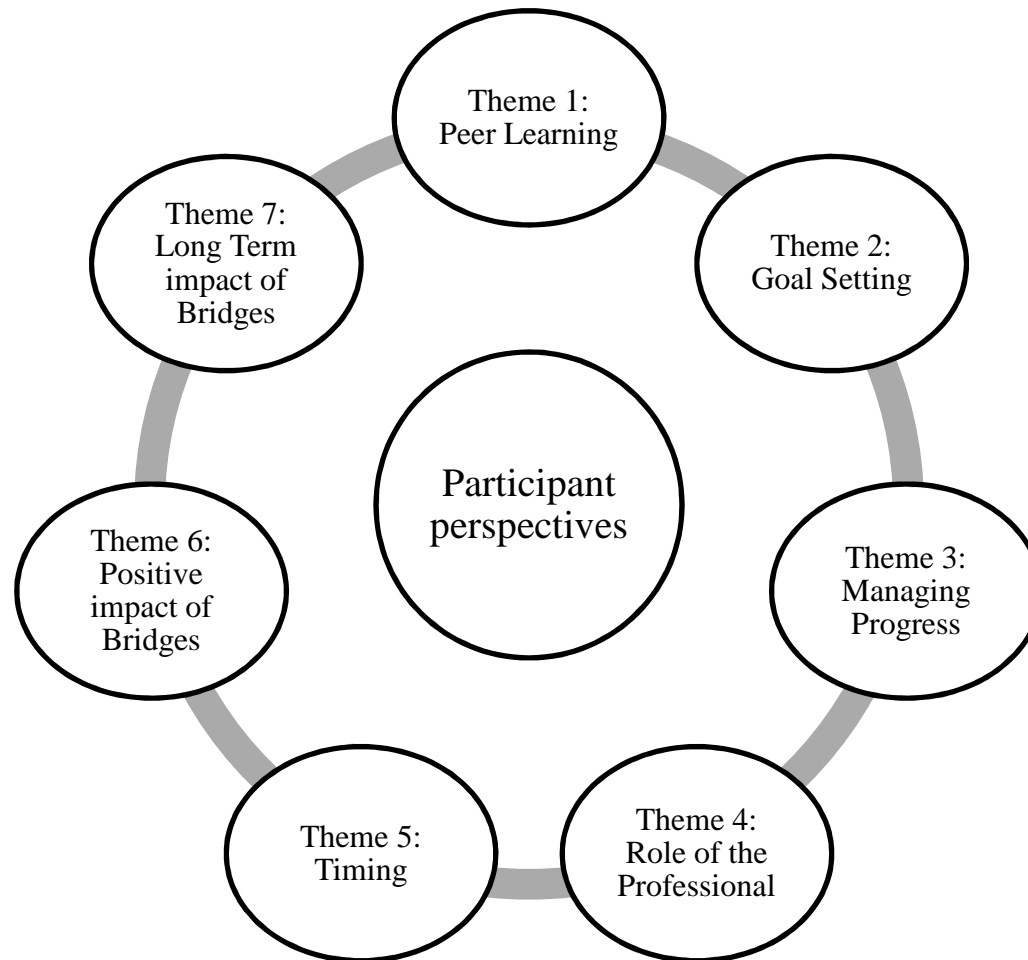 Theme 1:
Peer Learning
Theme 2:
Goal Setting
Theme 3:
Managing
Progress
Theme 4:
Role of the
Professional
Theme 5:
Timing
Theme 6:
Positive
impact of
Bridges
Theme 7:
Long Term
impact of
Bridges
Participant
perspectives